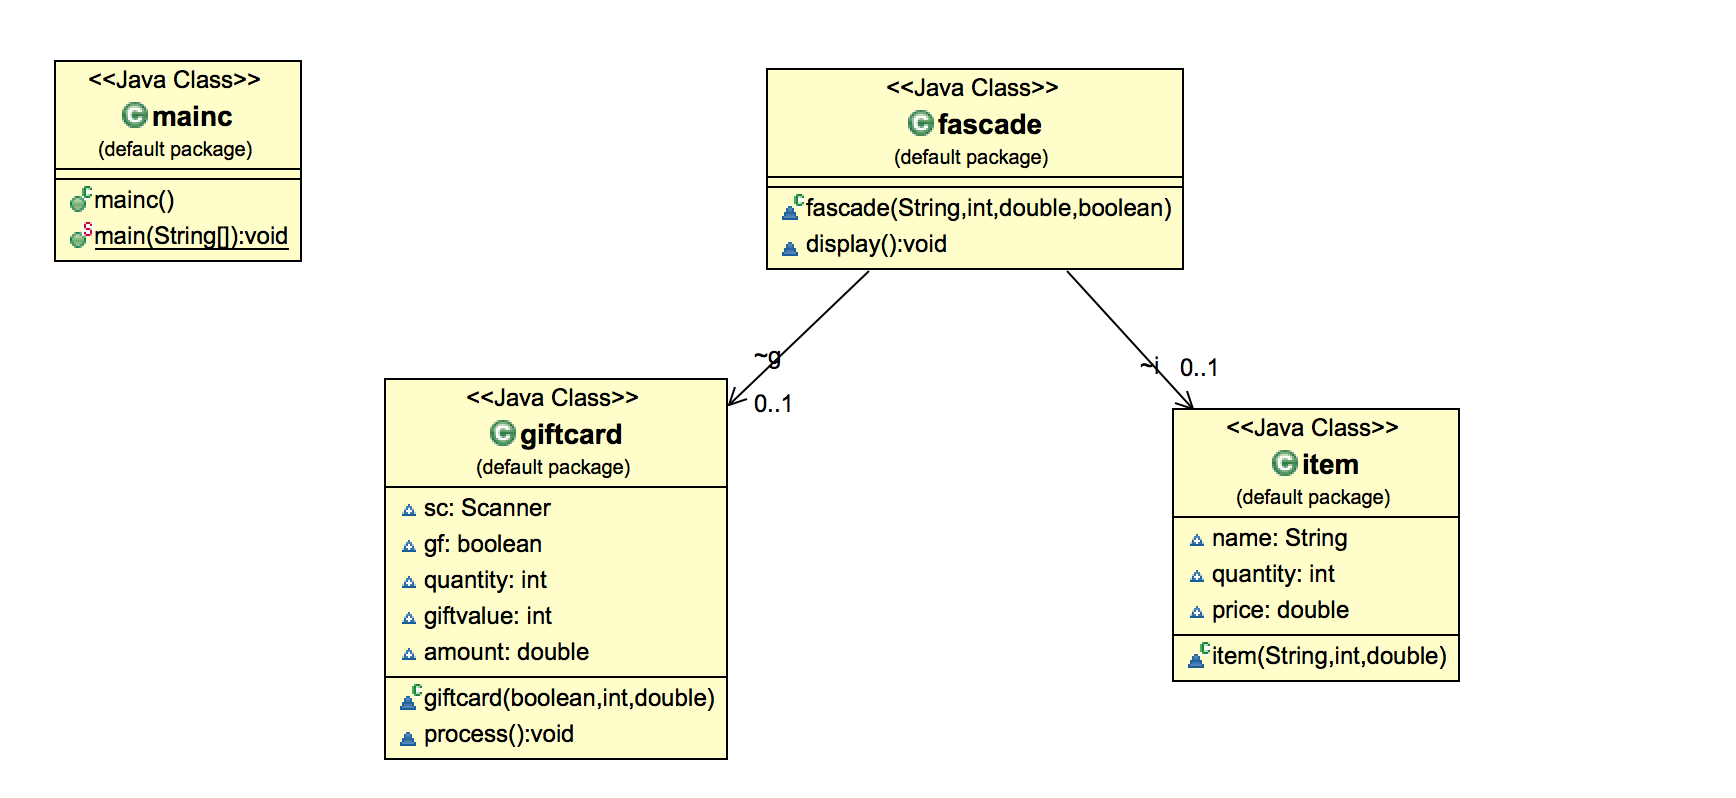 <<Java Class>>
mainc
(default package)
mainc()
main(String[]):void
<<Java Class>>
fascade
(default package)
fascade(String,int,double,boolean)
display():void
~g
0..1
~i
0..1
<<Java Class>>
giftcard
(default package)
sc: Scanner
gf: boolean
quantity: int
giftvalue: int
amount: double
giftcard(boolean,int,double)
process():void
<<Java Class>>
item
(default package)
name: String
quantity: int
price: double
item(String,int,double)